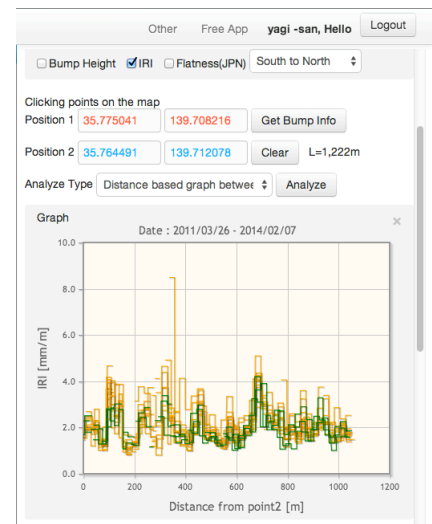 Other Free App yagi -san, Hello Logout
Bump Height IRI Flatness(JPN) South to North
Clicking points on the map
Position 1 35.775041 139.708216 Get Bump Info
Position 2 35.764491 139.712078 Clear L=1,222m
Analyze Type Distance based graph betwee Analyze
Graph ×
Date : 2011/03/26 - 2014/02/07
10.0
8.0
6.0
4.0
2.0
0.0
IRI [mm/m]
0 200 400 600 800 1000 1200
Distance from point2 [m]